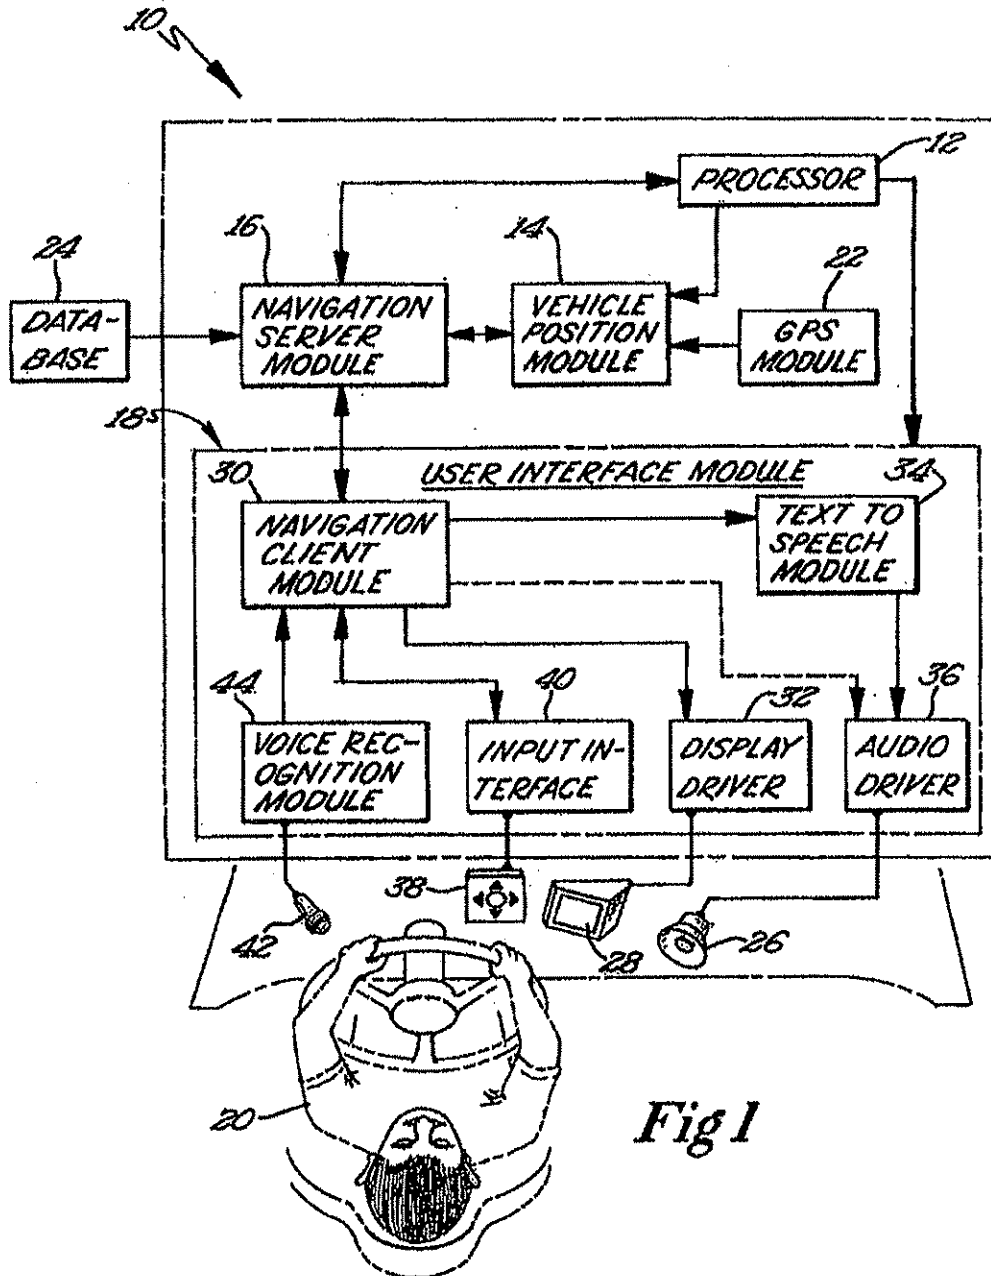 10
12
PROCESSOR
16
14
22
24
NAVIGATION
SERVER
MODULE
VEHICLE
POSITION
MODULE
GPS
MODULE
DATA-
BASE
18
30
USER INTERFACE MODULE
34
NAVIGATION
CLIENT
MODULE
TEXT TO
SPEECH
MODULE
44
40
32
36
VOICE REC-
OGNITION
MODULE
INPUT IN-
TERFACE
DISPLAY
DRIVER
AUDIO
DRIVER
38
42
28
26
20
Fig 1